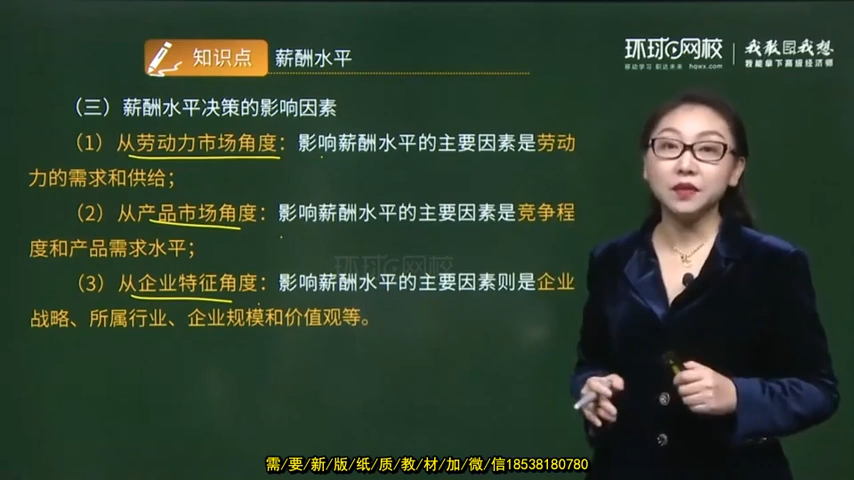 知识点
薪酬水平
环球网校
移动学习 职达未来 hqwx.com
我敢因我想
我能拿下高级经济师
（三）薪酬水平决策的影响因素
（1）从劳动力市场角度：影响薪酬水平的主要因素是劳动
力的需求和供给；
（2）从产品市场角度：影响薪酬水平的主要因素是竞争程
度和产品需求水平；
（3）从企业特征角度：影响薪酬水平的主要因素则是企业
战略、所属行业、企业规模和价值观等。
环球网校
需/要/新/版/纸/质/教/材/加/微/信18538180780